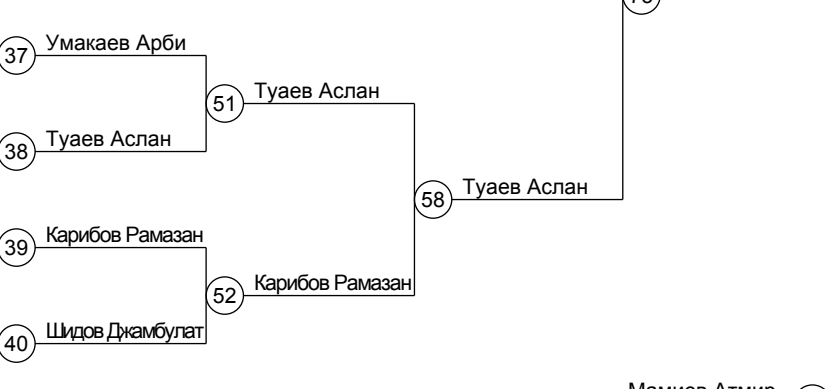 37 Умакаев Арби
51 Туаев Аслан
38 Туаев Аслан
58 Туаев Аслан
39 Карибов Рамазан
52 Карибов Рамазан
40 Шидов Джамбулат